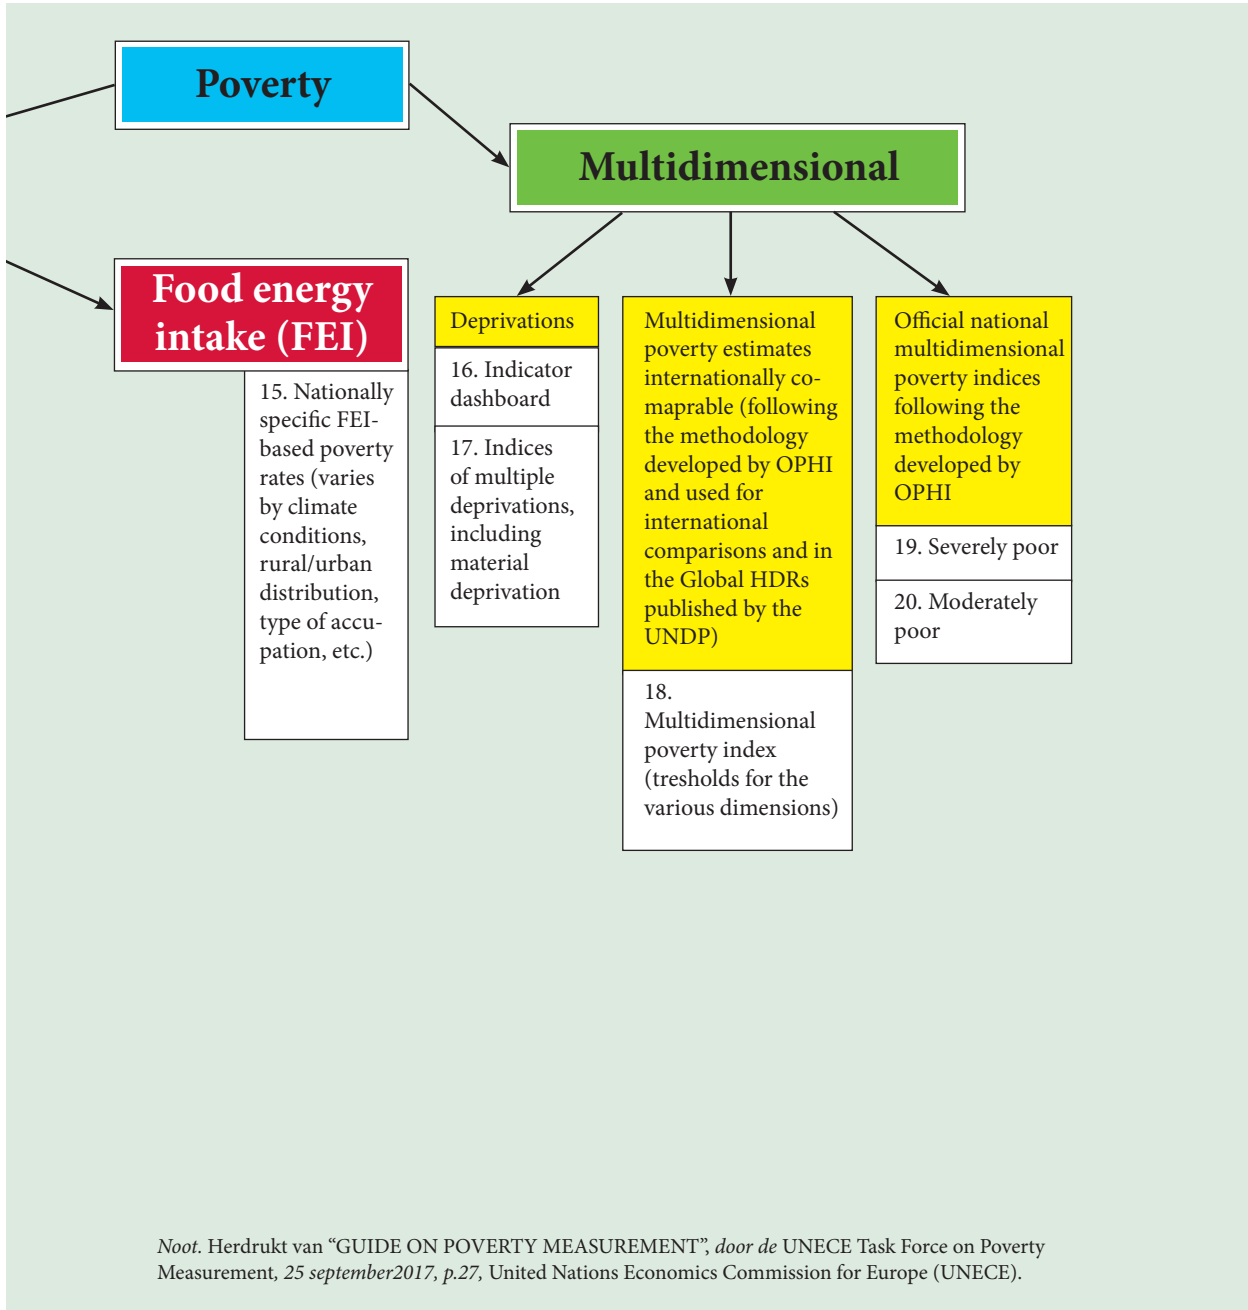 Poverty
Multidimensional
Food energy
intake (FEI)
15. Nationally
specific FEI-
based poverty
rates (varies
by climate
conditions,
rural/urban
distribution,
type of accu-
pation, etc.)
Deprivations
16. Indicator
dashboard
17. Indices
of multiple
deprivations,
including
material
deprivation
Multidimensional
poverty estimates
internationally co-
maprable (following
the methodology
developed by OPHI
and used for
international
comparisons and in
the Global HDRs
published by the
UNDP)
18.
Multidimensional
poverty index
(tresholds for the
various dimensions)
Official national
multidimensional
poverty indices
following the
methodology
developed by
OPHI
19. Severely poor
20. Moderately
poor
Noot. Herdrukt van “GUIDE ON POVERTY MEASUREMENT”, door de UNECE Task Force on Poverty
Measurement, 25 september2017, p.27, United Nations Economics Commission for Europe (UNECE).